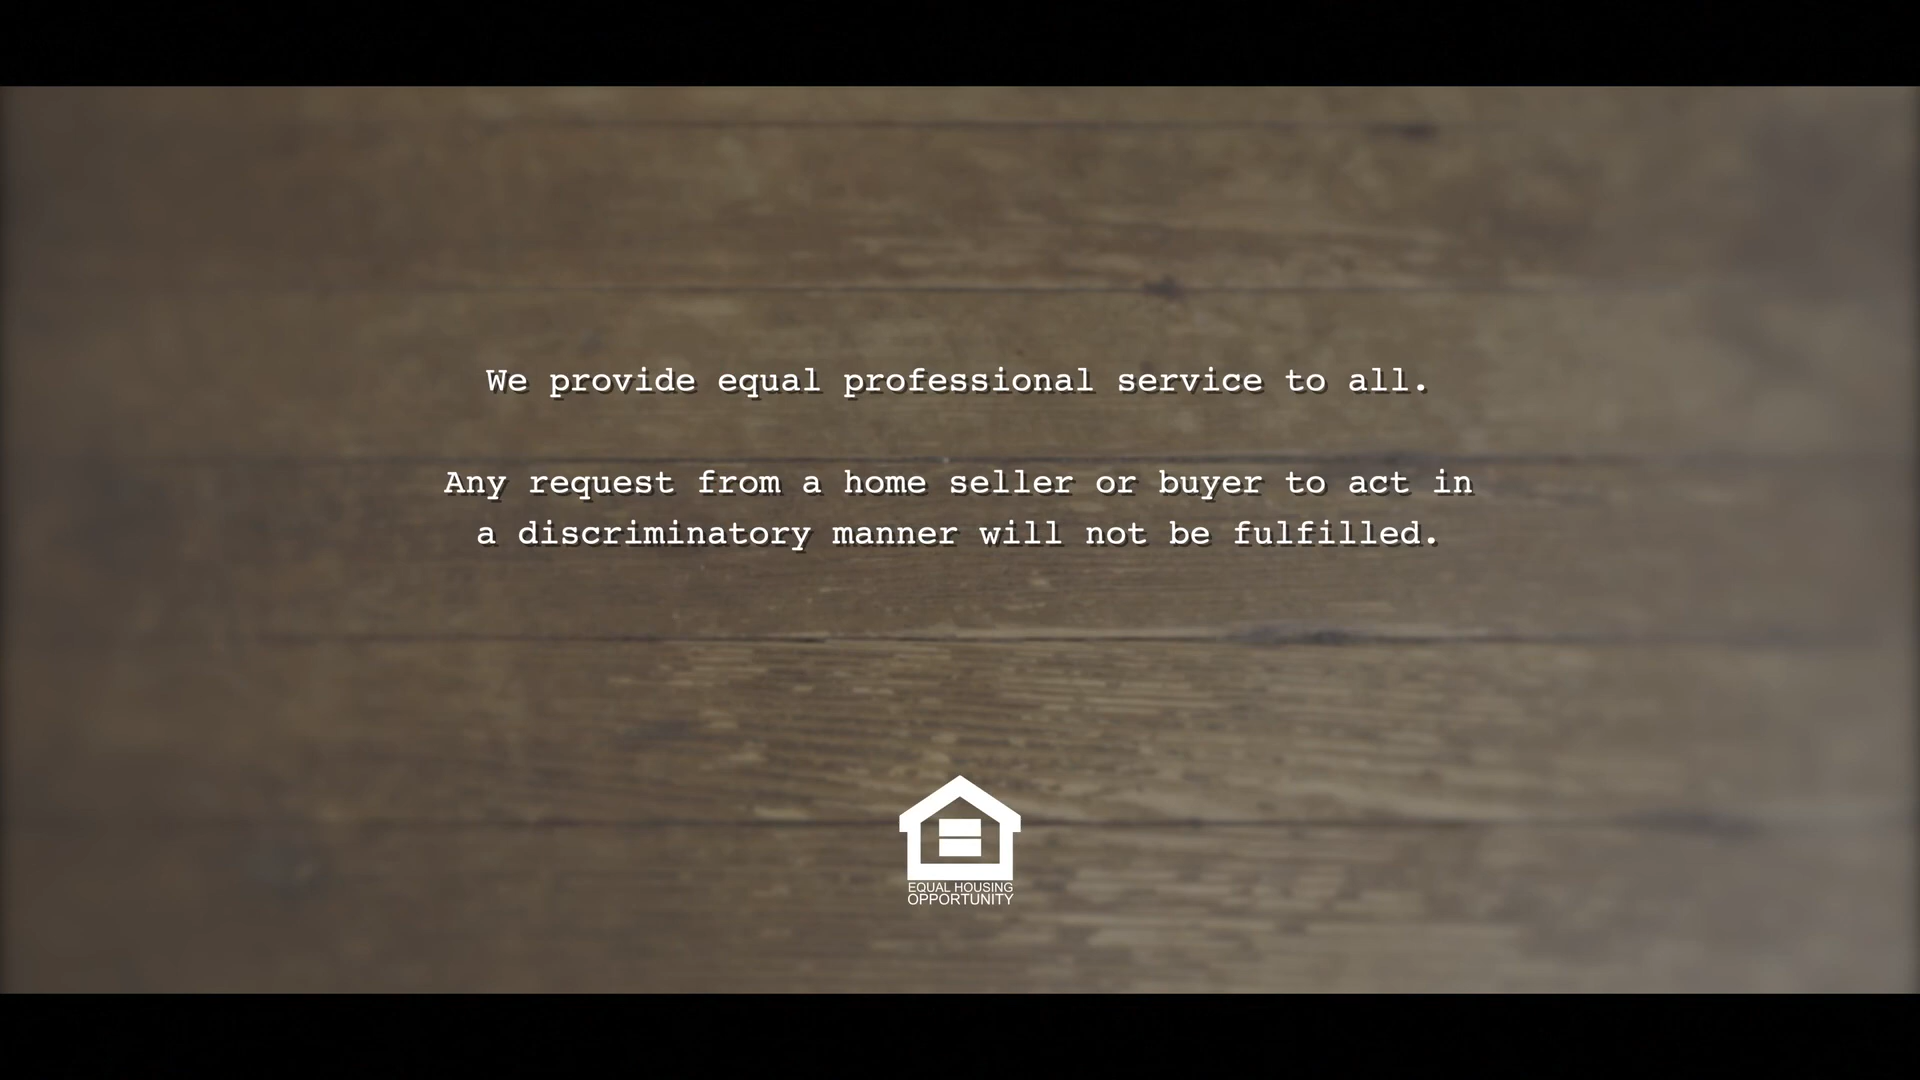 We provide equal professional service to all.
Any request from a home seller or buyer to act in
a discriminatory manner will not be fulfilled.
EQUAL HOUSING
OPPORTUNITY